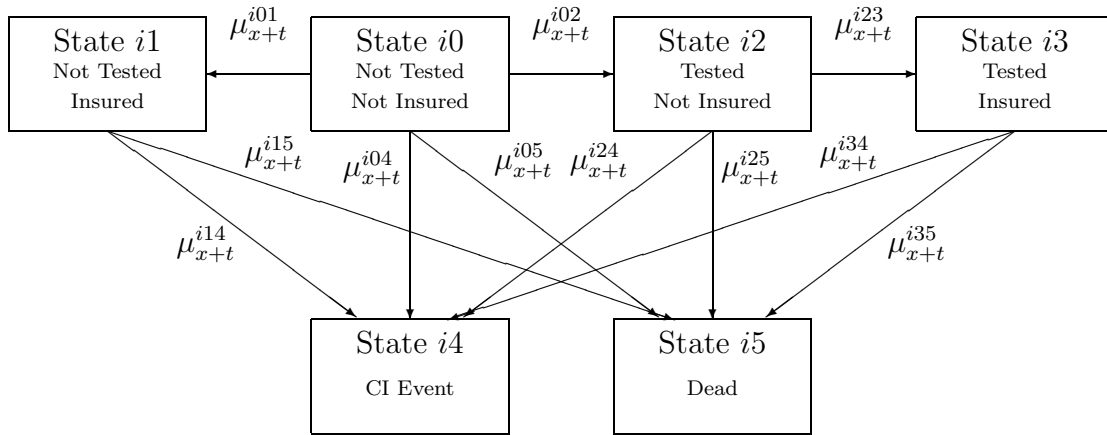 μ^{i01}_{x+t} μ^{i02}_{x+t} μ^{i23}_{x+t}
State i1 State i0 State i2 State i3
Not Tested Not Tested Tested Tested
Insured Not Insured Not Insured Insured
μ^{i15}_{x+t} μ^{i04}_{x+t} μ^{i05}_{x+t} μ^{i24}_{x+t} μ^{i25}_{x+t} μ^{i34}_{x+t}
μ^{i14}_{x+t} μ^{i35}_{x+t}
State i4 State i5
CI Event Dead